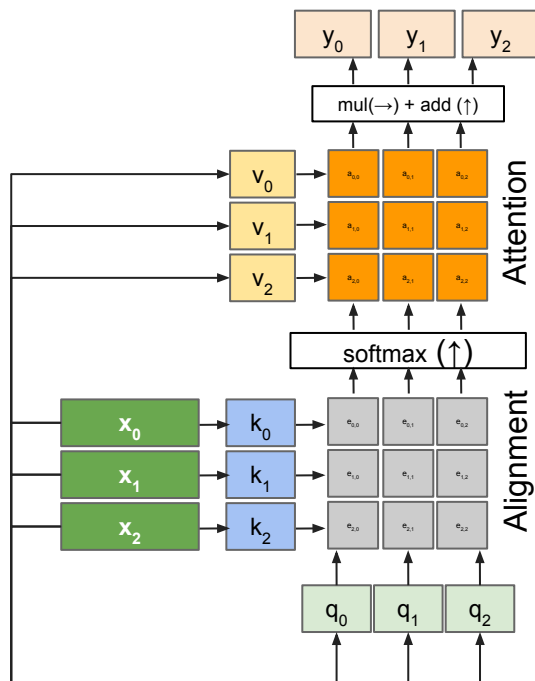 y₀ y₁ y₂
mul(→) + add (↑)
v₀ a₀,₀ a₀,₁ a₀,₂
v₁ a₁,₀ a₁,₁ a₁,₂
v₂ a₂,₀ a₂,₁ a₂,₂
Attention
softmax (↑)
x₀ k₀ e₀,₀ e₀,₁ e₀,₂
x₁ k₁ e₁,₀ e₁,₁ e₁,₂
x₂ k₂ e₂,₀ e₂,₁ e₂,₂
Alignment
q₀ q₁ q₂